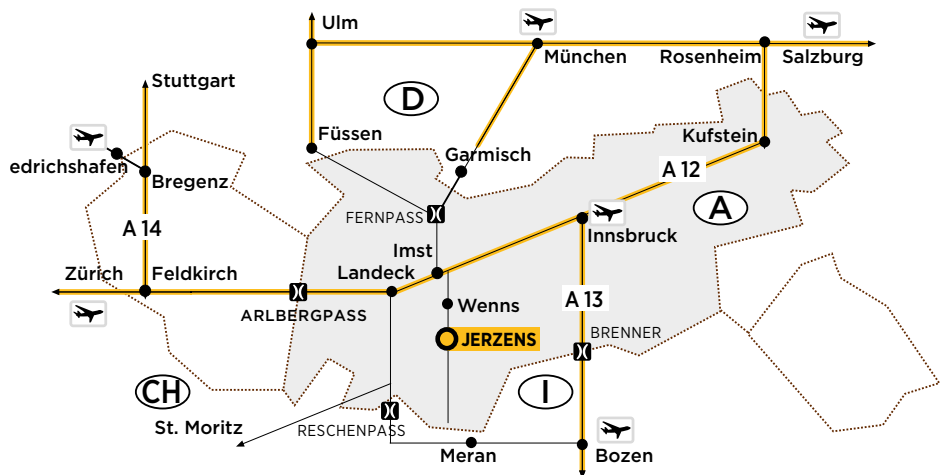 Ulm
München
Rosenheim
Salzburg
Stuttgart
D
Füssen
Kufstein
Garmisch
edrichshafen
Bregenz
A 12
A
FERNPASS
A 14
Innsbruck
Imst
Zürich
Feldkirch
Landeck
Wenns
A 13
ARLBERGPASS
JERZENS
BRENNER
CH
I
St. Moritz
RESCHENPASS
Meran
Bozen